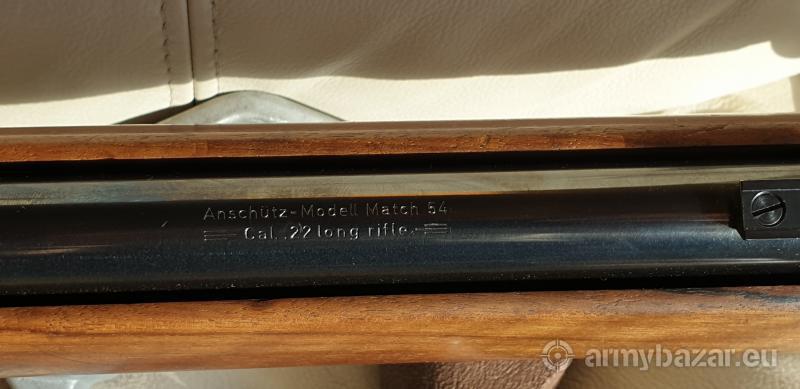 Anschütz-Modell Match 54
Cal. .22 long rifle.
armybazar.eu